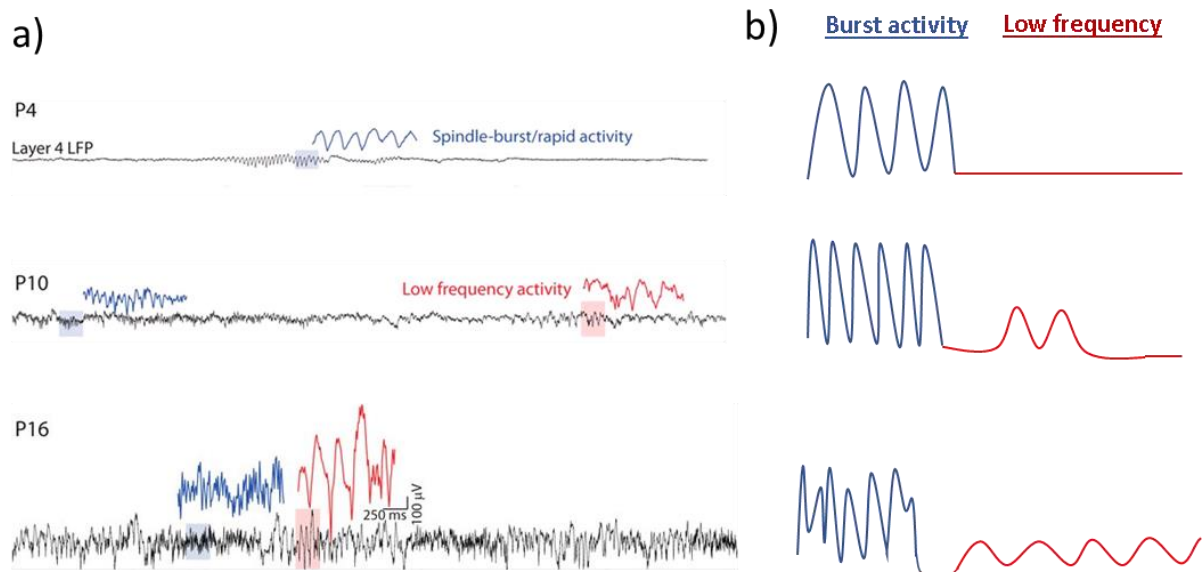 a)
P4
Layer 4 LFP
Spindle-burst/rapid activity
P10
Low frequency activity
P16
250 ms
100 µV
b)
Burst activity
Low frequency